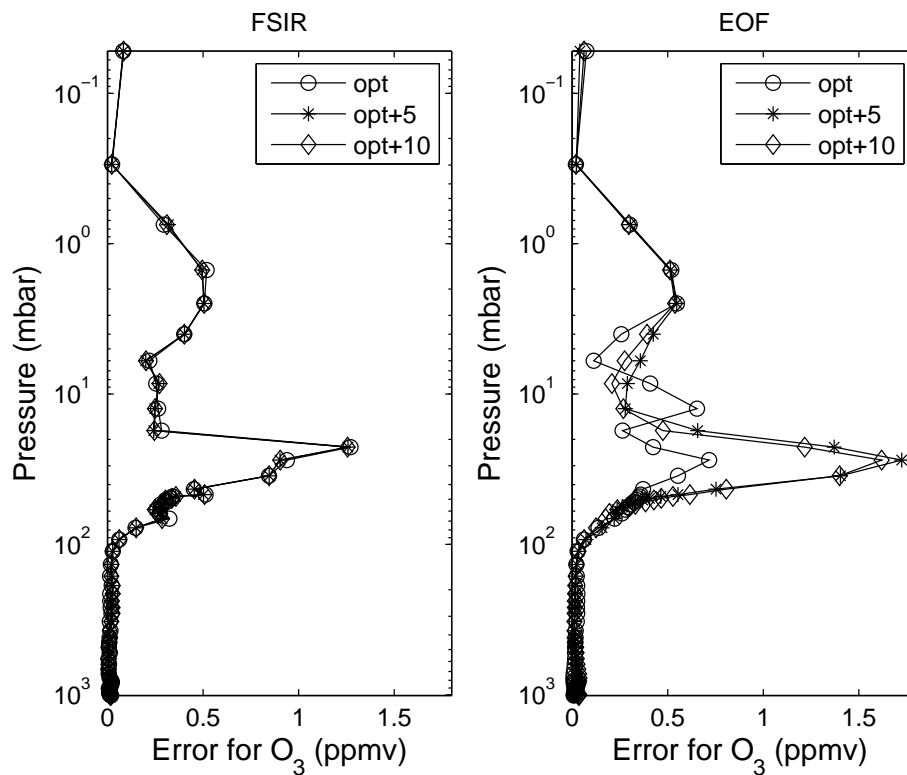 FSIR
opt
opt+5
opt+10
10^-1
10^0
10^1
10^2
10^3
Pressure (mbar)
0 0.5 1 1.5
Error for O_3 (ppmv)
EOF
opt
opt+5
opt+10
10^-1
10^0
10^1
10^2
10^3
Pressure (mbar)
0 0.5 1 1.5
Error for O_3 (ppmv)